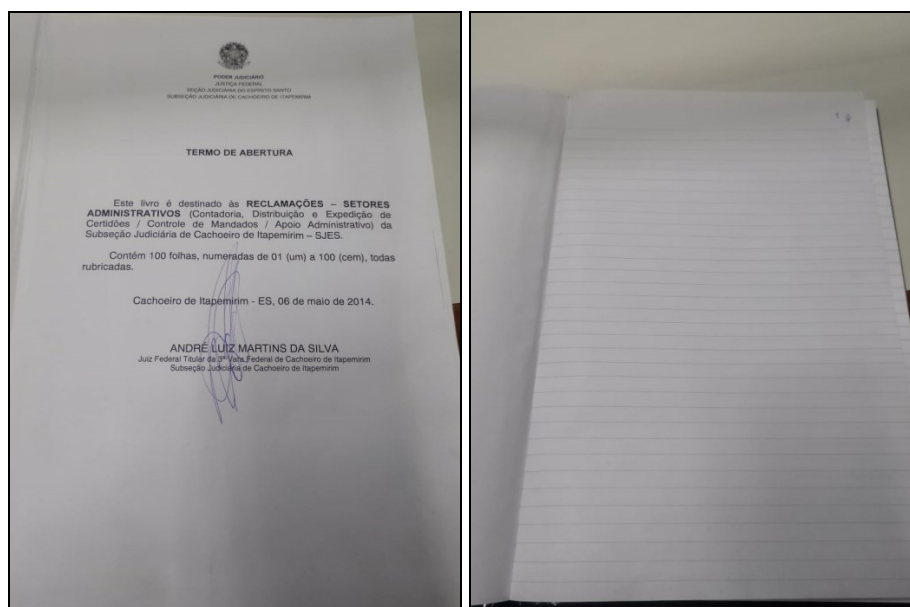 PODER JUDICIÁRIO
JUSTIÇA FEDERAL
SEÇÃO JUDICIÁRIA DO ESPÍRITO SANTO
SUBSEÇÃO JUDICIÁRIA DE CACHOEIRO DE ITAPEMIRIM
TERMO DE ABERTURA
Este livro é destinado às RECLAMAÇÕES – SETORES
ADMINISTRATIVOS (Contadoria, Distribuição e Expedição de
Certidões / Controle de Mandados / Apoio Administrativo) da
Subseção Judiciária de Cachoeiro de Itapemirim – SJES.
Contém 100 folhas, numeradas de 01 (um) a 100 (cem), todas
rubricadas.
Cachoeiro de Itapemirim - ES, 06 de maio de 2014.
ANDRÉ LUIZ MARTINS DA SILVA
Juiz Federal Titular da 3ª Vara Federal de Cachoeiro de Itapemirim
Subseção Judiciária de Cachoeiro de Itapemirim